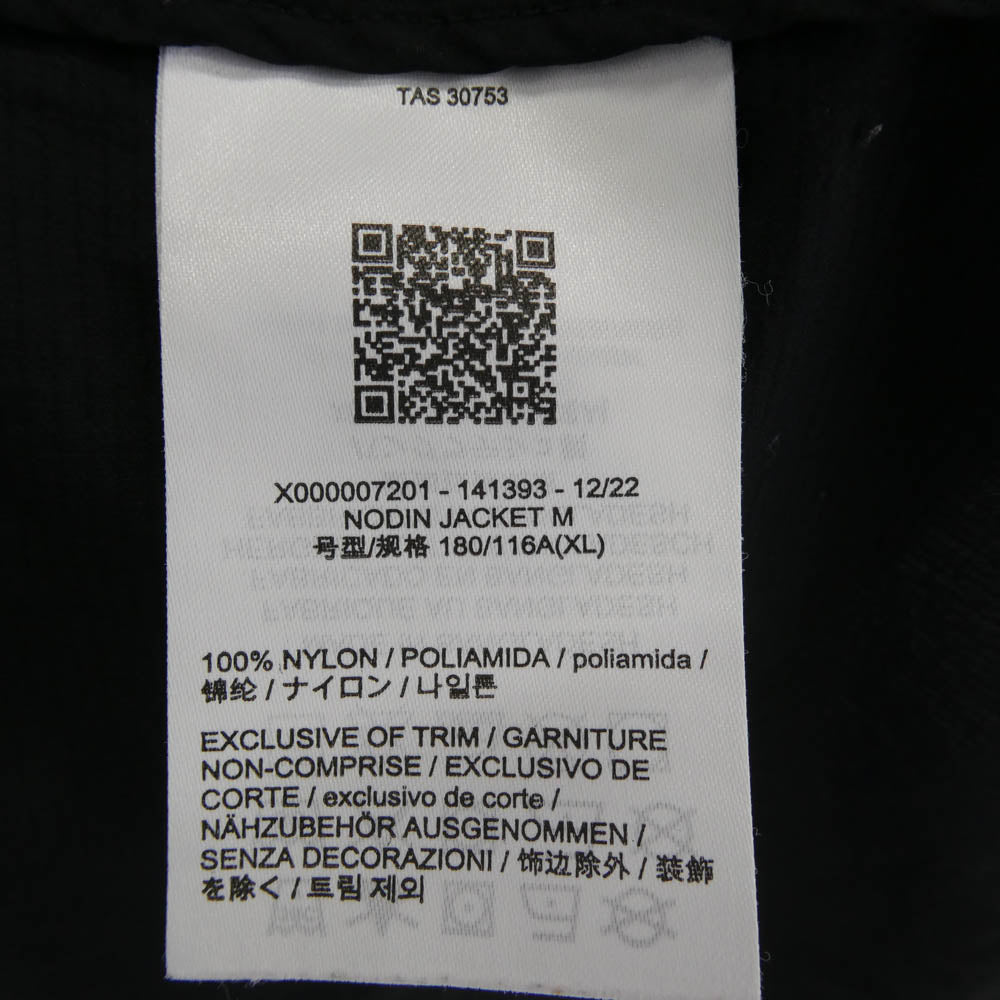 TAS 30753
X000007201 - 141393 - 12/22
NODIN JACKET M
号型/规格 180/116A(XL)
100% NYLON / POLIAMIDA / poliamida /
锦纶 / ナイロン / 나일론
EXCLUSIVE OF TRIM / GARNITURE
NON-COMPRISE / EXCLUSIVO DE
CORTE / exclusivo de corte /
NÄHZUBEHÖR AUSGENOMMEN /
SENZA DECORAZIONI / 饰边除外 / 装飾
を除く / 트림 제외